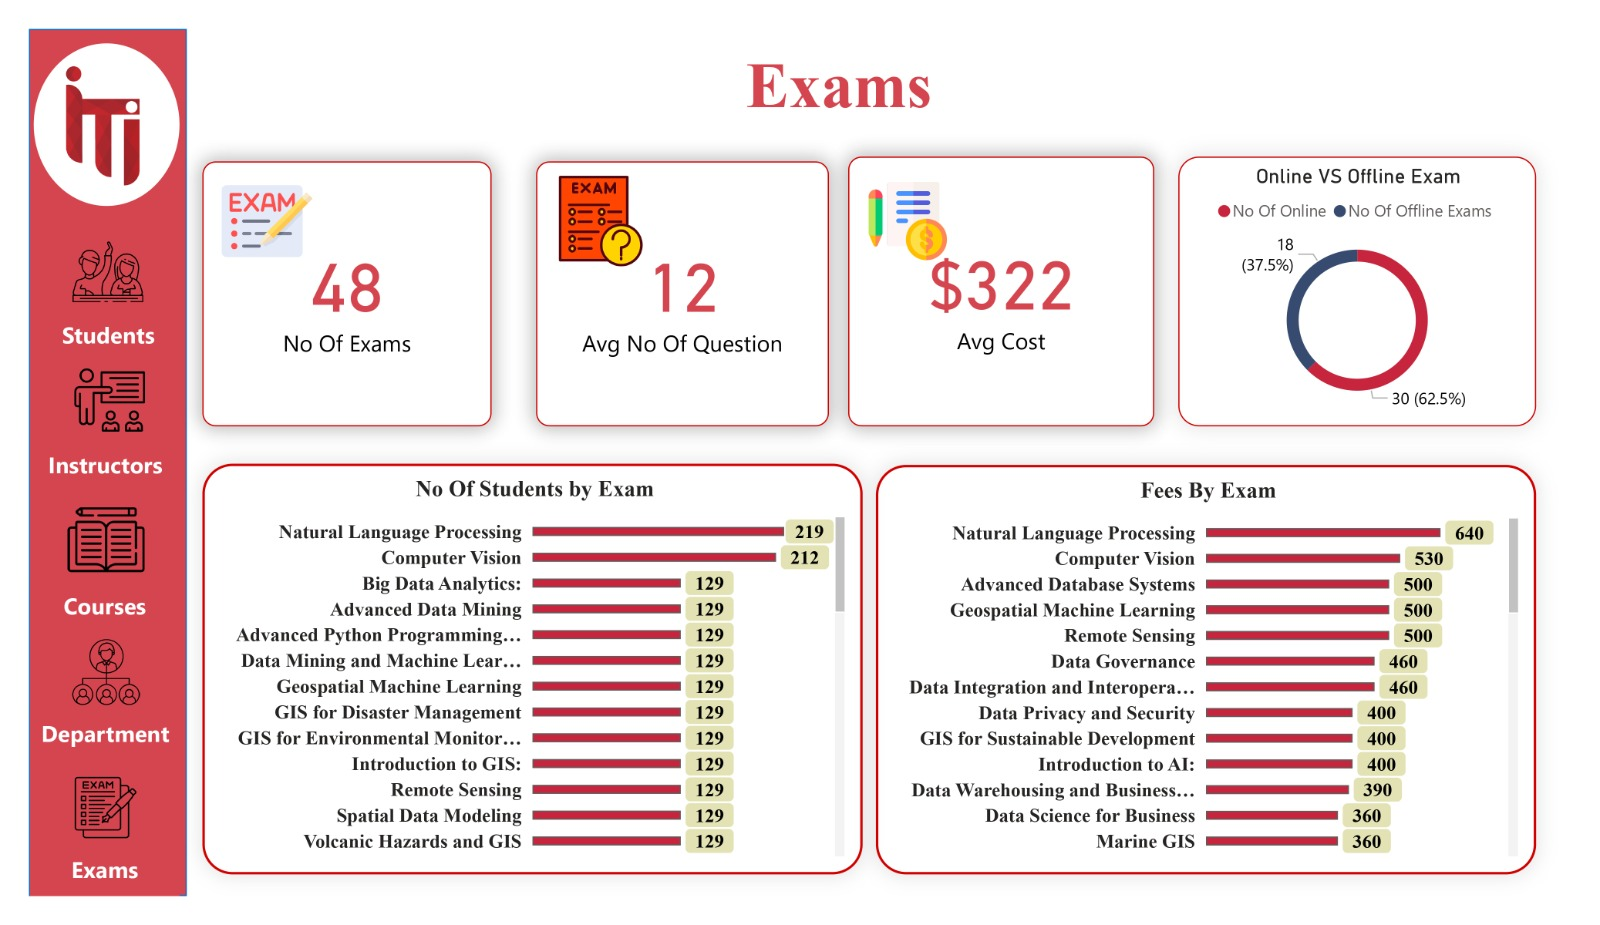 Exams
iTi
Students
Instructors
Courses
Department
EXAM
Exams
EXAM
48
No Of Exams
EXAM
?
12
Avg No Of Question
$
$322
Avg Cost
Online VS Offline Exam
No Of Online No Of Offline Exams
18
(37.5%)
30 (62.5%)
No Of Students by Exam
Natural Language Processing 219
Computer Vision 212
Big Data Analytics: 129
Advanced Data Mining 129
Advanced Python Programming… 129
Data Mining and Machine Lear… 129
Geospatial Machine Learning 129
GIS for Disaster Management 129
GIS for Environmental Monitor… 129
Introduction to GIS: 129
Remote Sensing 129
Spatial Data Modeling 129
Volcanic Hazards and GIS 129
Fees By Exam
Natural Language Processing 640
Computer Vision 530
Advanced Database Systems 500
Geospatial Machine Learning 500
Remote Sensing 500
Data Governance 460
Data Integration and Interopera… 460
Data Privacy and Security 400
GIS for Sustainable Development 400
Introduction to AI: 400
Data Warehousing and Business… 390
Data Science for Business 360
Marine GIS 360